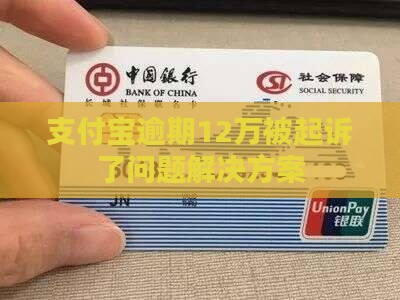 中国银行 社会保障
BANK OF CHINA SOCIAL SECURITY
支付宝逾期12万被起诉
了问题解决方案
UnionPay
银联